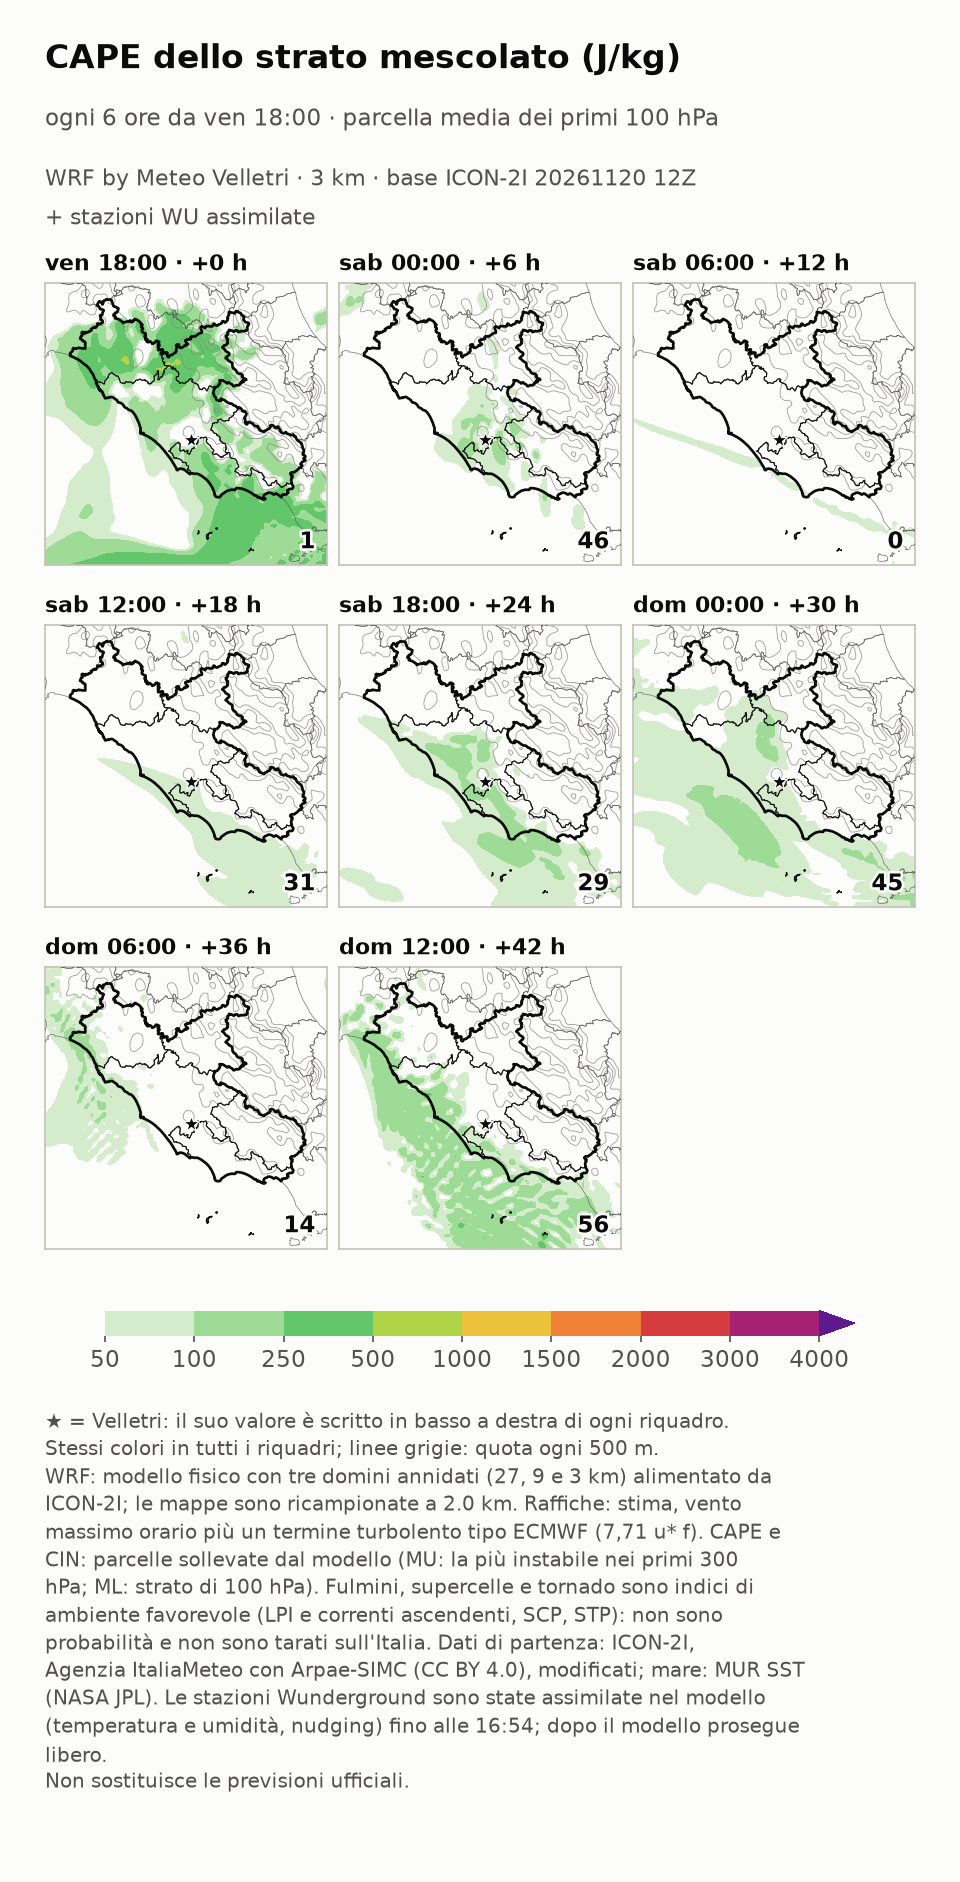 CAPE dello strato mescolato (J/kg)
ogni 6 ore da ven 18:00 · parcella media dei primi 100 hPa
WRF by Meteo Velletri · 3 km · base ICON-2I 20261120 12Z
+ stazioni WU assimilate
ven 18:00 · +0 h
sab 00:00 · +6 h
sab 06:00 · +12 h
1
46
0
sab 12:00 · +18 h
sab 18:00 · +24 h
dom 00:00 · +30 h
31
29
45
dom 06:00 · +36 h
dom 12:00 · +42 h
14
56
50 100 250 500 1000 1500 2000 3000 4000
★ = Velletri: il suo valore è scritto in basso a destra di ogni riquadro.
Stessi colori in tutti i riquadri; linee grigie: quota ogni 500 m.
WRF: modello fisico con tre domini annidati (27, 9 e 3 km) alimentato da
ICON-2I; le mappe sono ricampionate a 2.0 km. Raffiche: stima, vento
massimo orario più un termine turbolento tipo ECMWF (7,71 u* f). CAPE e
CIN: parcelle sollevate dal modello (MU: la più instabile nei primi 300
hPa; ML: strato di 100 hPa). Fulmini, supercelle e tornado sono indici di
ambiente favorevole (LPI e correnti ascendenti, SCP, STP): non sono
probabilità e non sono tarati sull'Italia. Dati di partenza: ICON-2I,
Agenzia ItaliaMeteo con Arpae-SIMC (CC BY 4.0), modificati; mare: MUR SST
(NASA JPL). Le stazioni Wunderground sono state assimilate nel modello
(temperatura e umidità, nudging) fino alle 16:54; dopo il modello prosegue
libero.
Non sostituisce le previsioni ufficiali.